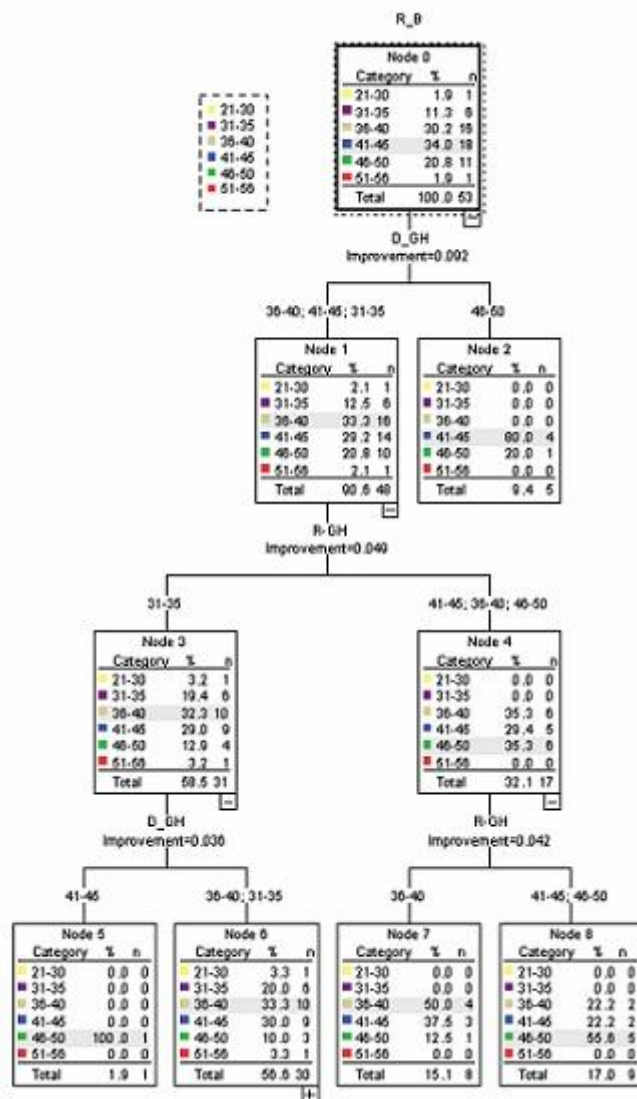 R_B
21-30
31-35
36-40
41-45
46-50
51-56
Node 0
Category % n
21-30 1.9 1
31-35 11.3 6
36-40 30.2 16
41-45 34.0 18
46-50 20.8 11
51-56 1.9 1
Total 100.0 53
D_GH
Improvement=0.092
36-40; 41-45; 31-35
46-50
Node 1
Category % n
21-30 2.1 1
31-35 12.5 6
36-40 33.3 16
41-45 29.2 14
46-50 20.8 10
51-56 2.1 1
Total 90.6 48
Node 2
Category % n
21-30 0.0 0
31-35 0.0 0
36-40 0.0 0
41-45 80.0 4
46-50 20.0 1
51-56 0.0 0
Total 9.4 5
R-GH
Improvement=0.049
31-35
41-45; 36-40; 46-50
Node 3
Category % n
21-30 3.2 1
31-35 19.4 6
36-40 32.3 10
41-45 29.0 9
46-50 12.9 4
51-56 3.2 1
Total 58.5 31
Node 4
Category % n
21-30 0.0 0
31-35 0.0 0
36-40 35.3 6
41-45 29.4 5
46-50 35.3 6
51-56 0.0 0
Total 32.1 17
D_GH
Improvement=0.036
R-GH
Improvement=0.042
41-45
36-40; 31-35
36-40
41-45; 46-50
Node 5
Category % n
21-30 0.0 0
31-35 0.0 0
36-40 0.0 0
41-45 0.0 0
46-50 100.0 1
51-56 0.0 0
Total 1.9 1
Node 6
Category % n
21-30 3.3 1
31-35 20.0 6
36-40 33.3 10
41-45 30.0 9
46-50 10.0 3
51-56 3.3 1
Total 56.6 30
Node 7
Category % n
21-30 0.0 0
31-35 0.0 0
36-40 50.0 4
41-45 37.5 3
46-50 12.5 1
51-56 0.0 0
Total 15.1 8
Node 8
Category % n
21-30 0.0 0
31-35 0.0 0
36-40 22.2 2
41-45 22.2 2
46-50 55.6 5
51-56 0.0 0
Total 17.0 9